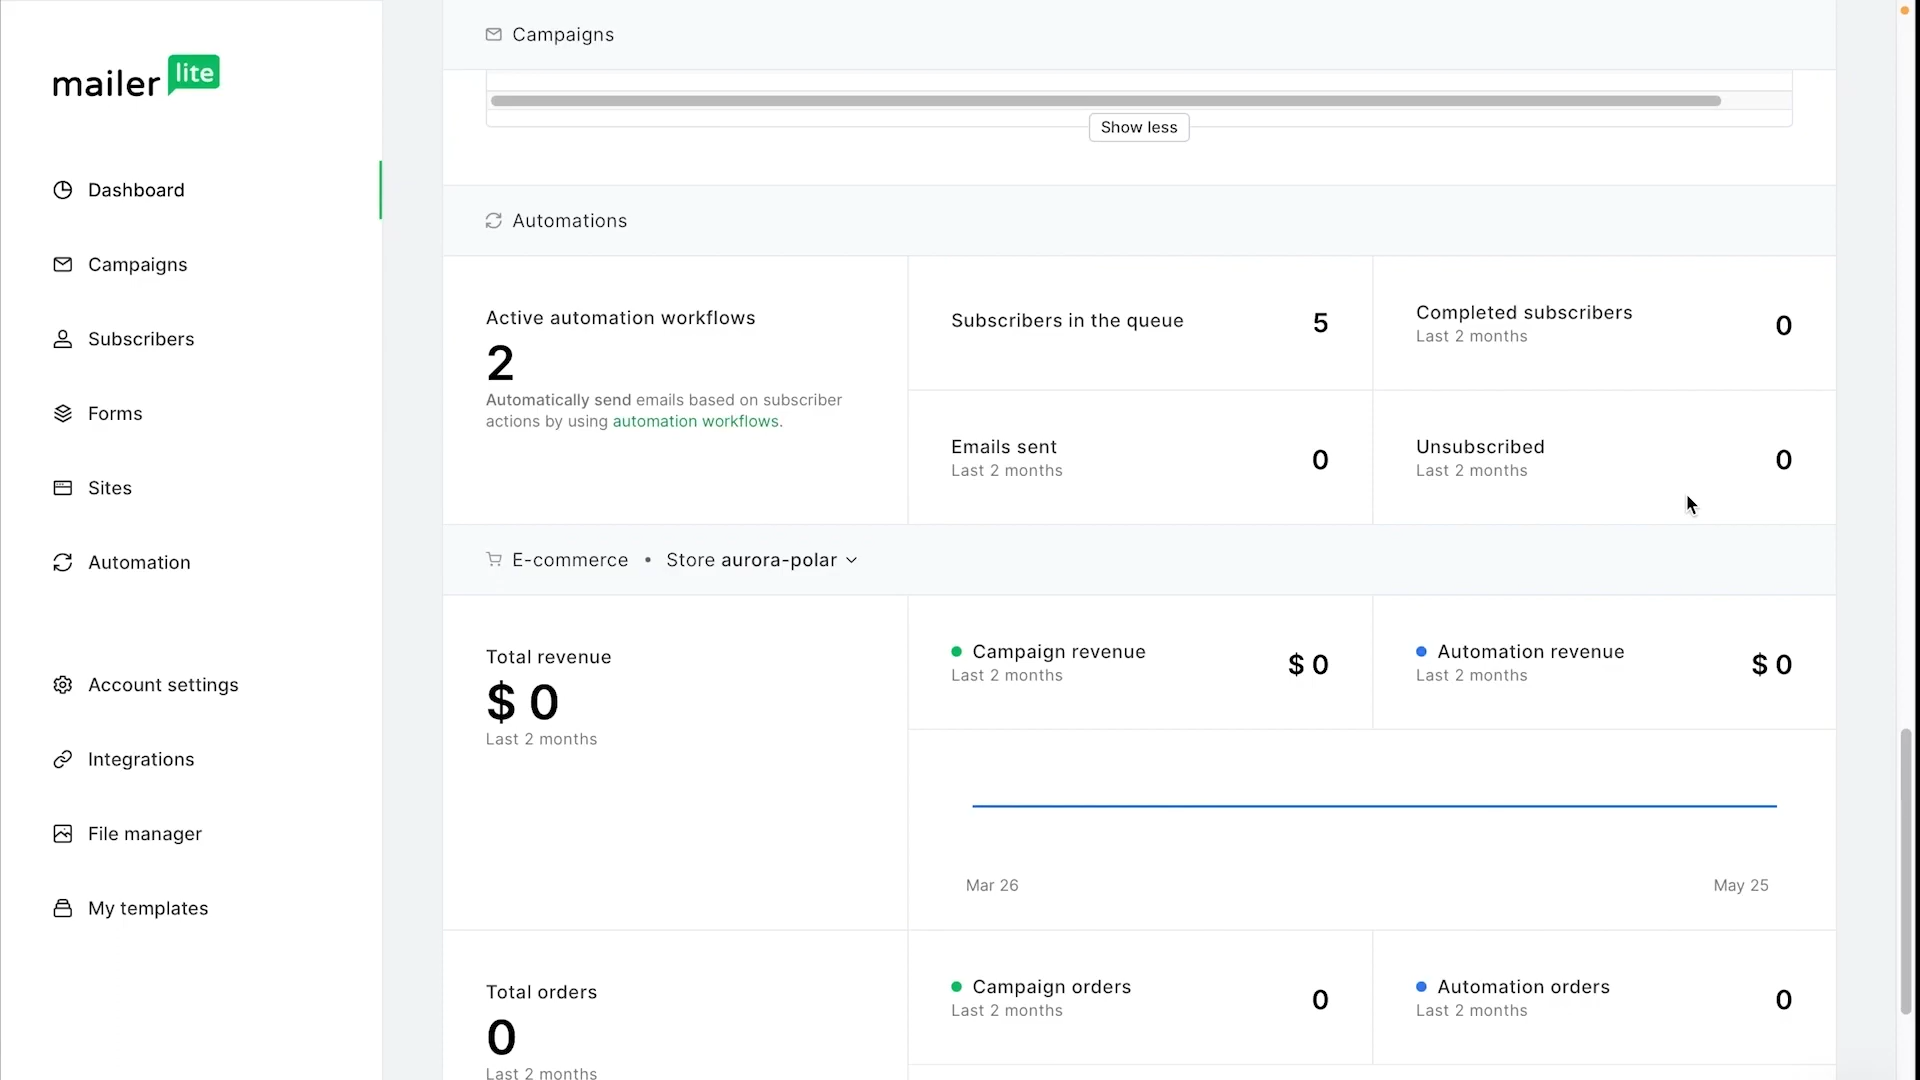 mailer lite
Dashboard
Campaigns
Subscribers
Forms
Sites
Automation
Account settings
Integrations
File manager
My templates
Campaigns
Show less
Automations
Active automation workflows
2
Automatically send emails based on subscriber
actions by using automation workflows.
Subscribers in the queue 5
Completed subscribers 0
Last 2 months
Emails sent 0
Last 2 months
Unsubscribed 0
Last 2 months
E-commerce • Store aurora-polar
Total revenue
$ 0
Last 2 months
Campaign revenue $ 0
Last 2 months
Automation revenue $ 0
Last 2 months
Mar 26 May 25
Total orders
0
Last 2 months
Campaign orders 0
Last 2 months
Automation orders 0
Last 2 months